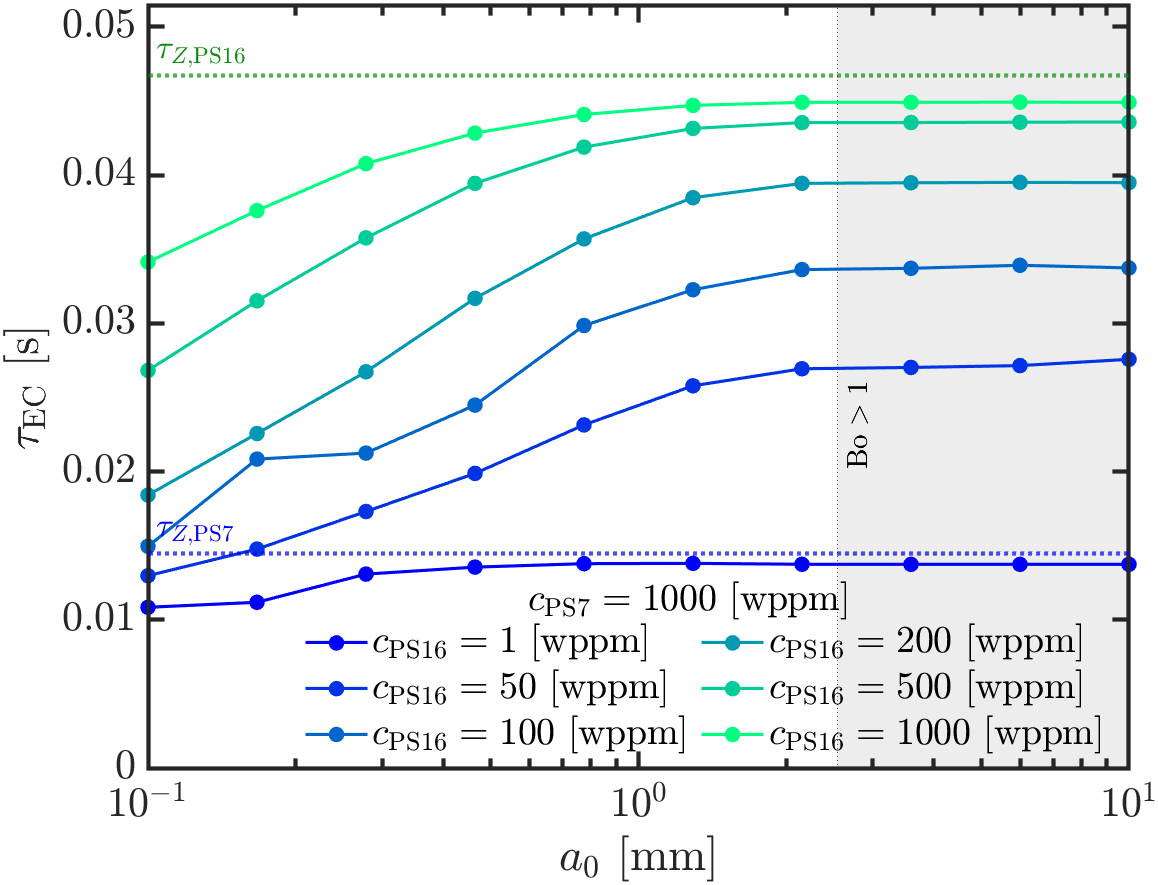 0.05
τZ,PS16
0.04
0.03
τEC [s]
Bo > 1
0.02
τZ,PS7
0.01
cPS7 = 1000 [wppm]
cPS16 = 1 [wppm] cPS16 = 200 [wppm]
cPS16 = 50 [wppm] cPS16 = 500 [wppm]
cPS16 = 100 [wppm] cPS16 = 1000 [wppm]
0
10⁻¹ 10⁰ 10¹
a₀ [mm]